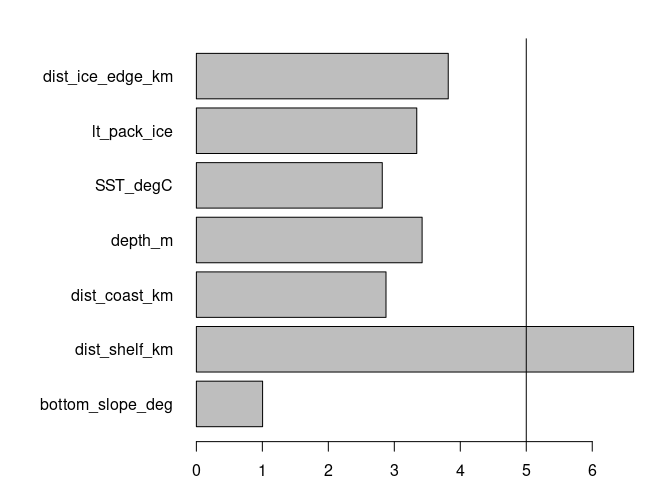 dist_ice_edge_km
lt_pack_ice
SST_degC
depth_m
dist_coast_km
dist_shelf_km
bottom_slope_deg
0 1 2 3 4 5 6